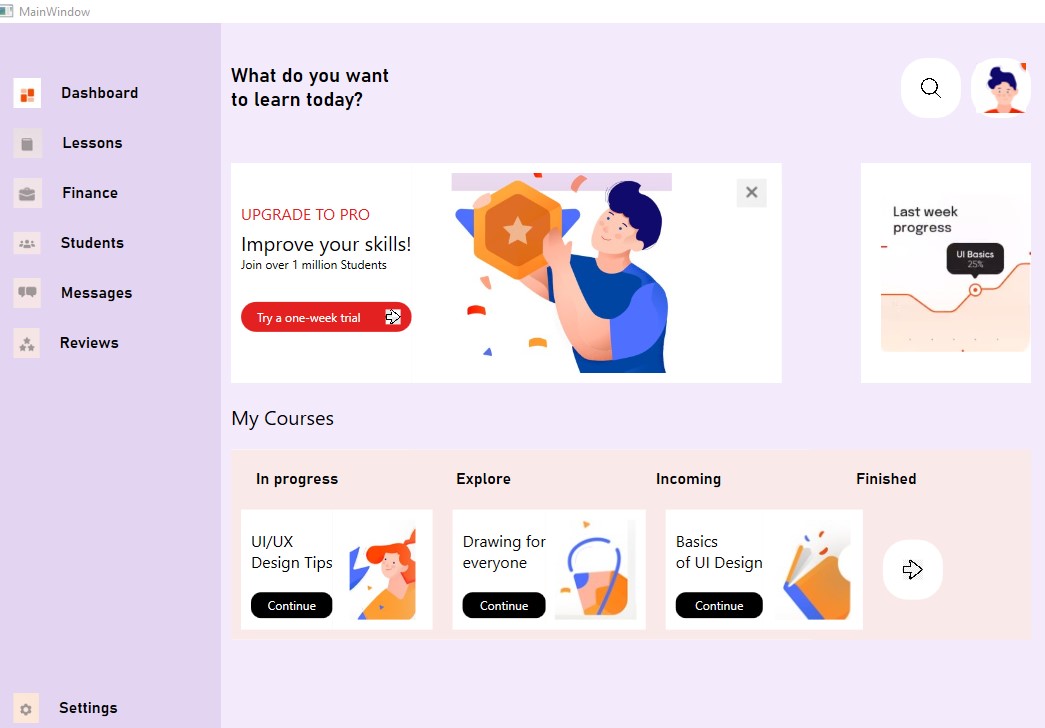 MainWindow
Dashboard
Lessons
Finance
Students
Messages
Reviews
Settings
What do you want
to learn today?
UPGRADE TO PRO
Improve your skills!
Join over 1 million Students
Try a one-week trial
Last week
progress
UI Basics
25%
My Courses
In progress
Explore
Incoming
Finished
UI/UX
Design Tips
Continue
Drawing for
everyone
Continue
Basics
of UI Design
Continue